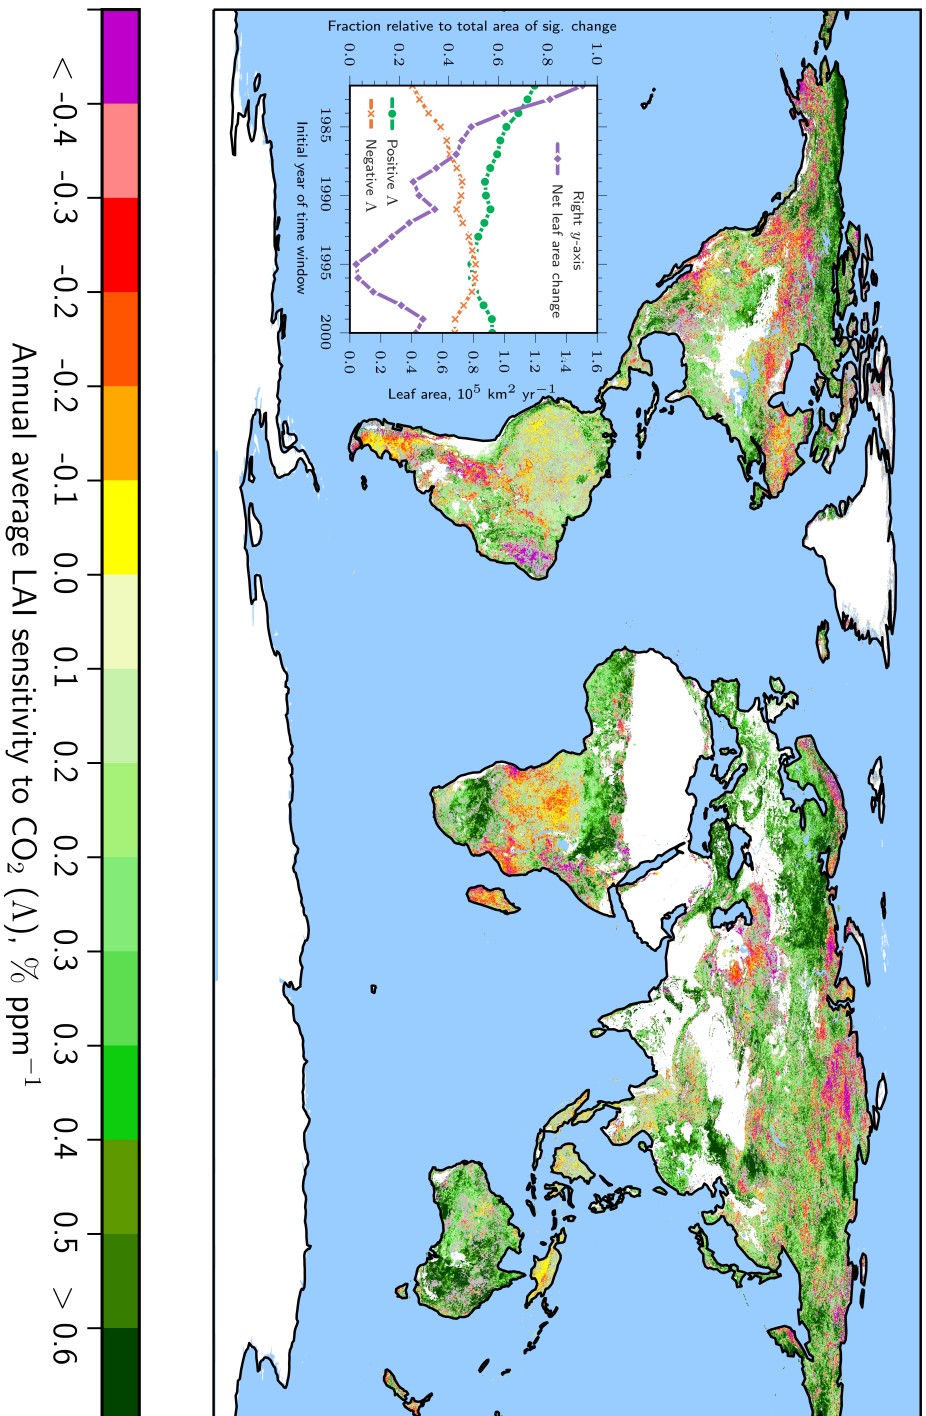 Fraction relative to total area of sig. change
1.0
0.8
0.6
0.4
0.2
0.0
Right y-axis
Net leaf area change
Positive Λ
Negative Λ
1985
1990
1995
2000
Initial year of time window
1.6
1.4
1.2
1.0
0.8
0.6
0.4
0.2
0.0
Leaf area, 10⁵ km² yr⁻¹
< -0.4 -0.3 -0.2 -0.2 -0.1 0.0 0.1 0.2 0.2 0.3 0.3 0.4 0.5 > 0.6
Annual average LAI sensitivity to CO₂ (Λ), % ppm⁻¹